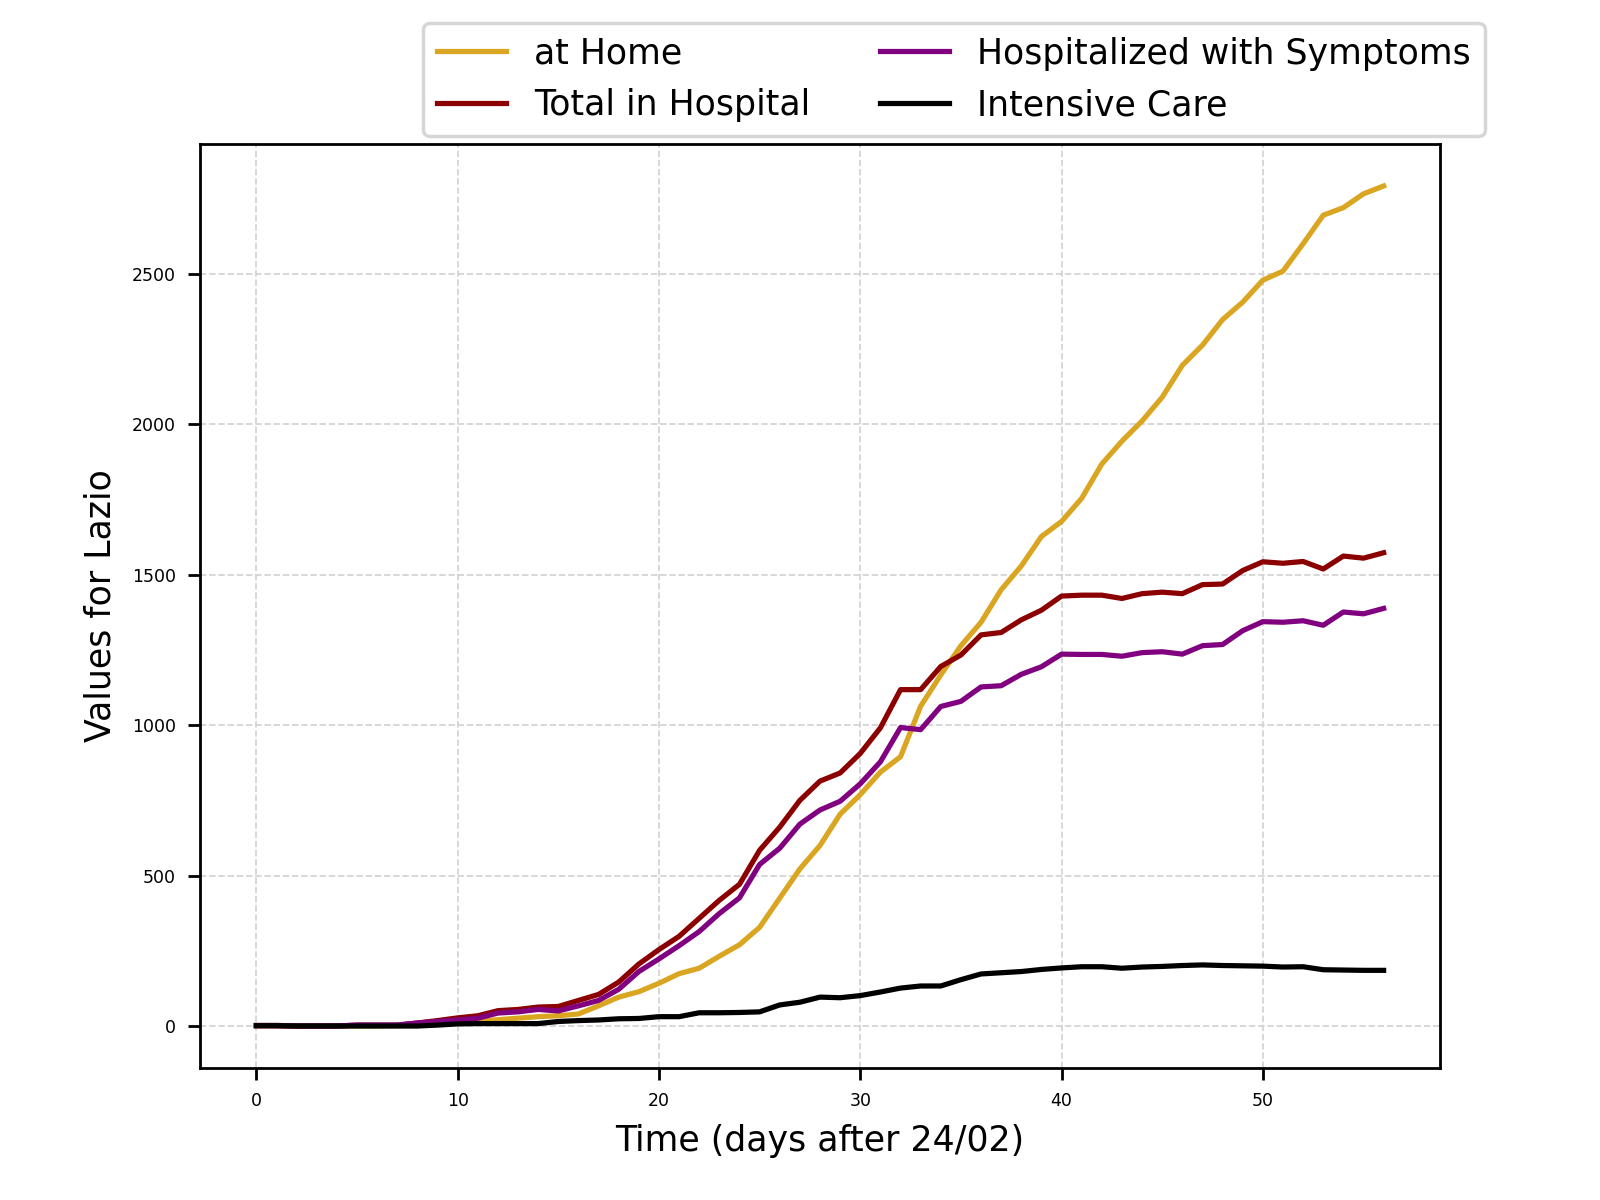 at Home
Total in Hospital
Hospitalized with Symptoms
Intensive Care
Values for Lazio
2500
2000
1500
1000
500
0
0 10 20 30 40 50
Time (days after 24/02)